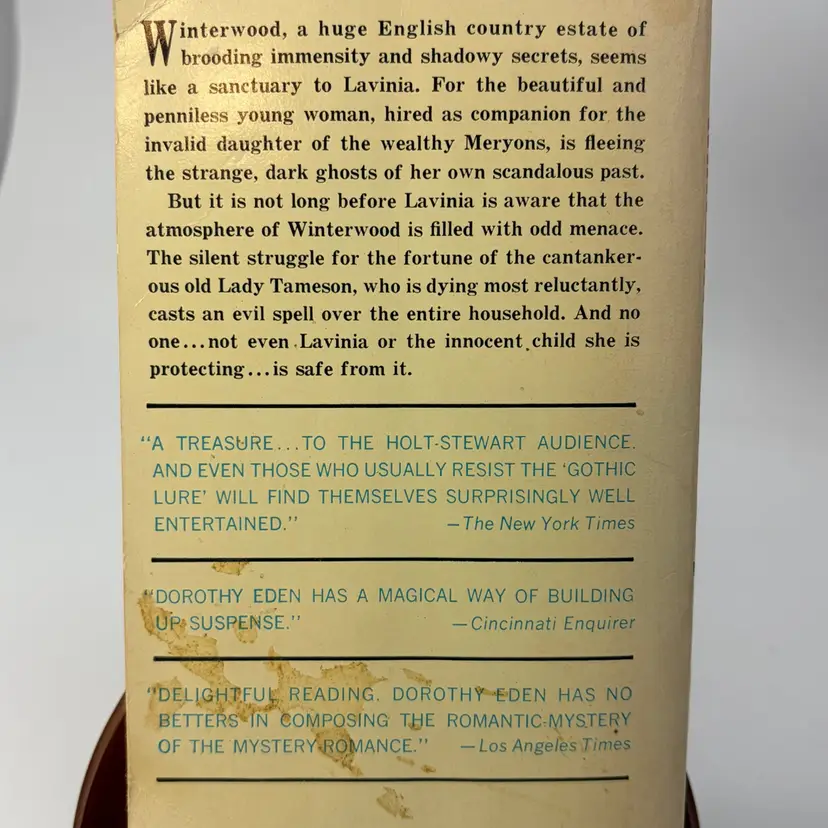 Winterwood, a huge English country estate of
brooding immensity and shadowy secrets, seems
like a sanctuary to Lavinia. For the beautiful and
penniless young woman, hired as companion for the
invalid daughter of the wealthy Meryons, is fleeing
the strange, dark ghosts of her own scandalous past.
But it is not long before Lavinia is aware that the
atmosphere of Winterwood is filled with odd menace.
The silent struggle for the fortune of the cantanker-
ous old Lady Tameson, who is dying most reluctantly,
casts an evil spell over the entire household. And no
one...not even Lavinia or the innocent child she is
protecting...is safe from it.
"A TREASURE...TO THE HOLT-STEWART AUDIENCE.
AND EVEN THOSE WHO USUALLY RESIST THE 'GOTHIC
LURE' WILL FIND THEMSELVES SURPRISINGLY WELL
ENTERTAINED." —The New York Times
"DOROTHY EDEN HAS A MAGICAL WAY OF BUILDING
UP SUSPENSE." —Cincinnati Enquirer
"DELIGHTFUL READING. DOROTHY EDEN HAS NO
BETTERS IN COMPOSING THE ROMANTIC-MYSTERY
OF THE MYSTERY-ROMANCE." —Los Angeles Times